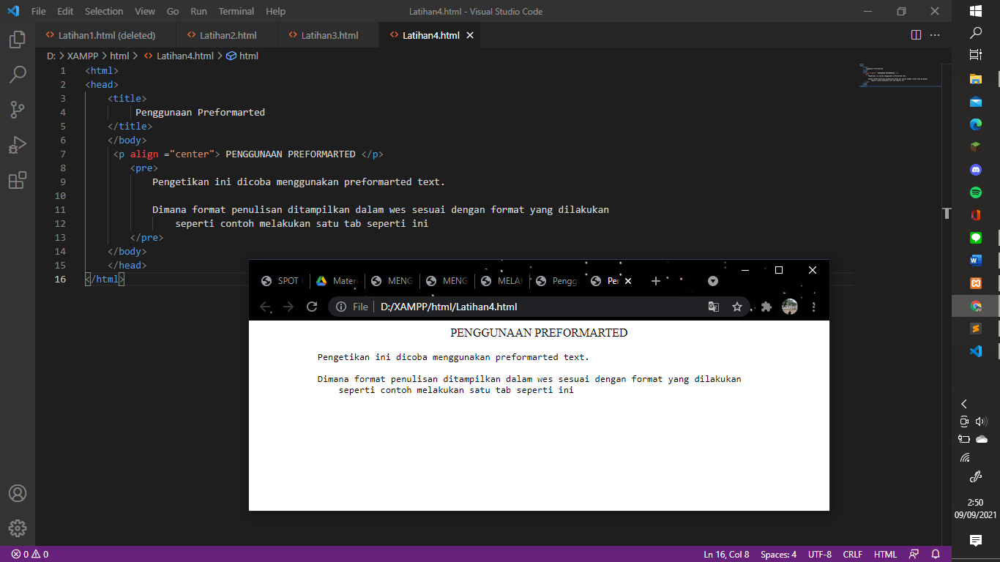 File Edit Selection View Go Run Terminal Help Latihan4.html - Visual Studio Code
Latihan1.html (deleted) Latihan2.html Latihan3.html Latihan4.html
D: > XAMPP > html > Latihan4.html > html
1 <html>
2 <head>
3 <title>
4 Penggunaan Preformarted
5 </title>
6 </body>
7 <p align ="center"> PENGGUNAAN PREFORMARTED </p>
8 <pre>
9 Pengetikan ini dicoba menggunakan preformarted text.
10
11 Dimana format penulisan ditampilkan dalam wes sesuai dengan format yang dilakukan
12 seperti contoh melakukan satu tab seperti ini
13 </pre>
14 </body>
15 </head>
16 </html>
SPOT Mater MENG MENG MELA Pengg Pe
File D:/XAMPP/html/Latihan4.html
PENGGUNAAN PREFORMARTED
Pengetikan ini dicoba menggunakan preformarted text.
Dimana format penulisan ditampilkan dalam wes sesuai dengan format yang dilakukan
seperti contoh melakukan satu tab seperti ini
2:50
09/09/2021
0 0 Ln 16, Col 8 Spaces: 4 UTF-8 CRLF HTML